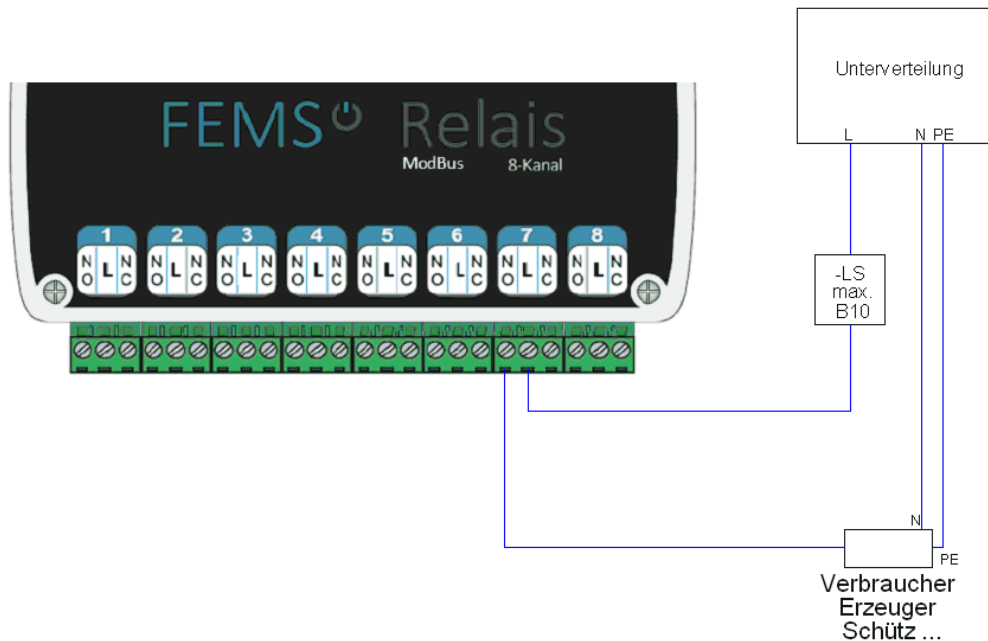 Unterverteilung
L N PE
FEMS Relais
ModBus 8-Kanal
1 2 3 4 5 6 7 8
NO L NC NO L NC NO L NC NO L NC NO L NC NO L NC NO L NC NO L NC
-LS
max.
B10
N
PE
Verbraucher
Erzeuger
Schütz ...